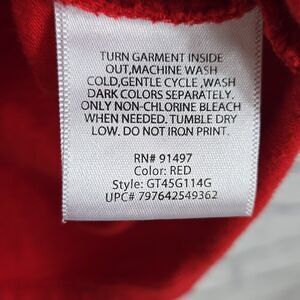 TURN GARMENT INSIDE
OUT,MACHINE WASH
COLD,GENTLE CYCLE ,WASH
DARK COLORS SEPARATELY.
ONLY NON-CHLORINE BLEACH
WHEN NEEDED. TUMBLE DRY
LOW. DO NOT IRON PRINT.
RN# 91497
Color: RED
Style: GT45G114G
UPC# 797642549362